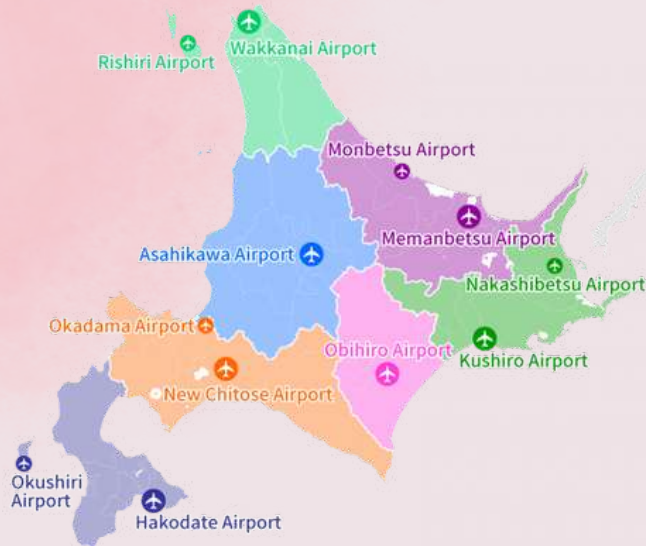 Wakkanai Airport
Rishiri Airport
Monbetsu Airport
Memanbetsu Airport
Asahikawa Airport
Nakashibetsu Airport
Okadama Airport
Obihiro Airport
Kushiro Airport
New Chitose Airport
Okushiri
Airport
Hakodate Airport